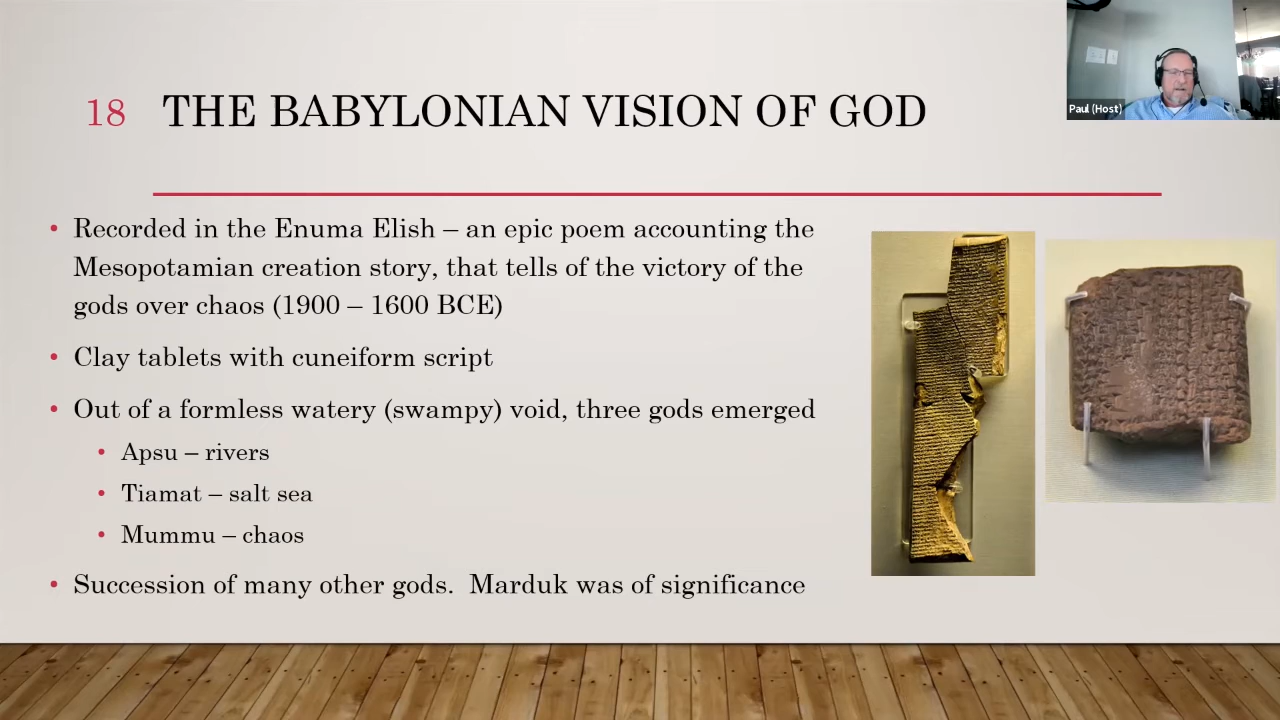 18 THE BABYLONIAN VISION OF GOD
Paul (Host)
• Recorded in the Enuma Elish – an epic poem accounting the
Mesopotamian creation story, that tells of the victory of the
gods over chaos (1900 – 1600 BCE)
• Clay tablets with cuneiform script
• Out of a formless watery (swampy) void, three gods emerged
• Apsu – rivers
• Tiamat – salt sea
• Mummu – chaos
• Succession of many other gods.  Marduk was of significance